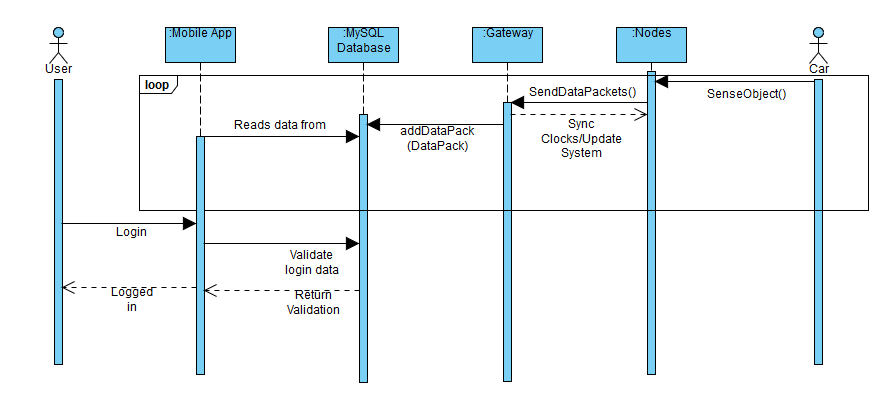 :Mobile App
:MySQL
Database
:Gateway
:Nodes
User
Car
loop
SendDataPackets()
SenseObject()
Reads data from
addDataPack
(DataPack)
Sync
Clocks/Update
System
Login
Validate
login data
Logged
in
Return
Validation